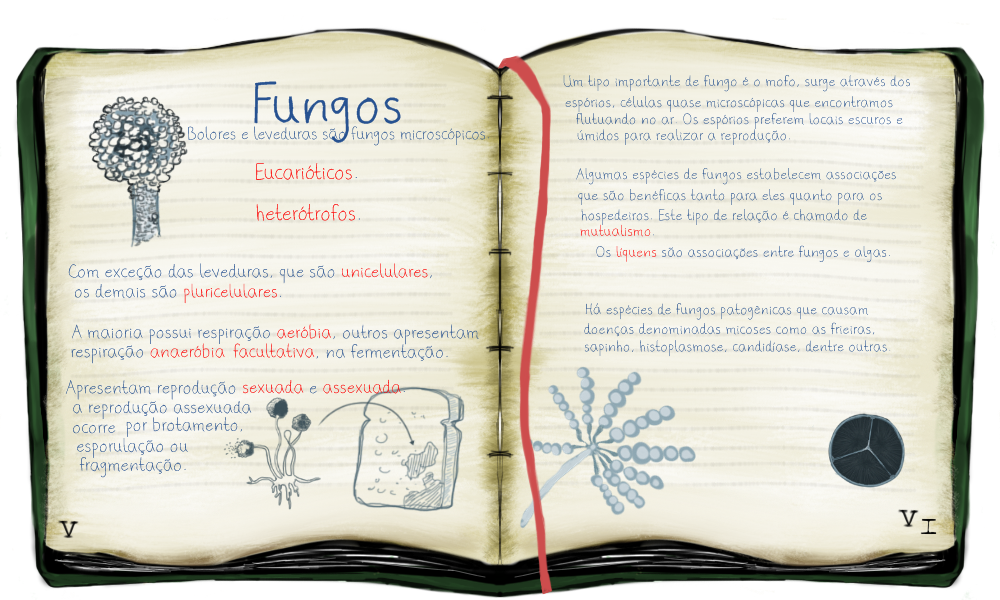 Fungos
Bolores e leveduras são fungos microscópicos
Eucarióticos.
heterótrofos.
Com exceção das leveduras, que são unicelulares,
os demais são pluricelulares.
A maioria possui respiração aeróbia, outros apresentam
respiração anaeróbia facultativa, na fermentação.
Apresentam reprodução sexuada e assexuada.
a reprodução assexuada
ocorre por brotamento,
esporulação ou
fragmentação.
V
Um tipo importante de fungo é o mofo, surge através dos
espórios, células quase microscópicas que encontramos
flutuando no ar. Os espórios preferem locais escuros e
úmidos para realizar a reprodução.
Algumas espécies de fungos estabelecem associações
que são benéficas tanto para eles quanto para os
hospedeiros. Este tipo de relação é chamado de
mutualismo.
Os líquens são associações entre fungos e algas.
Há espécies de fungos patogênicas que causam
doenças denominadas micoses como as frieiras,
sapinho, histoplasmose, candidíase, dentre outras.
VI